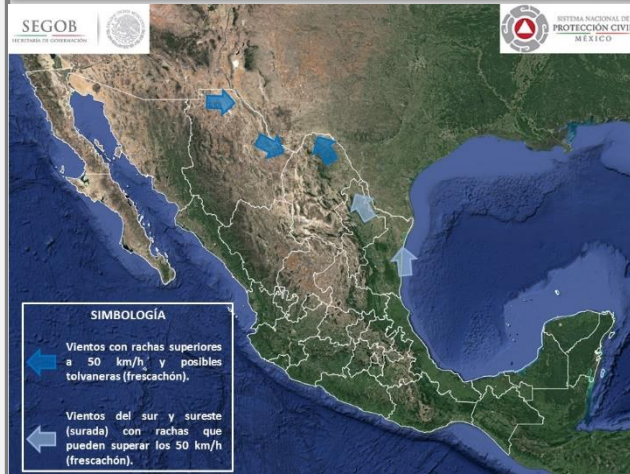 SEGOB
SECRETARÍA DE GOBERNACIÓN
SISTEMA NACIONAL DE
PROTECCIÓN CIVIL
MÉXICO
SIMBOLOGÍA
Vientos con rachas superiores
a 50 km/h y posibles
tolvaneras (frescachón).
Vientos del sur y sureste
(surada) con rachas que
pueden superar los 50 km/h
(frescachón).